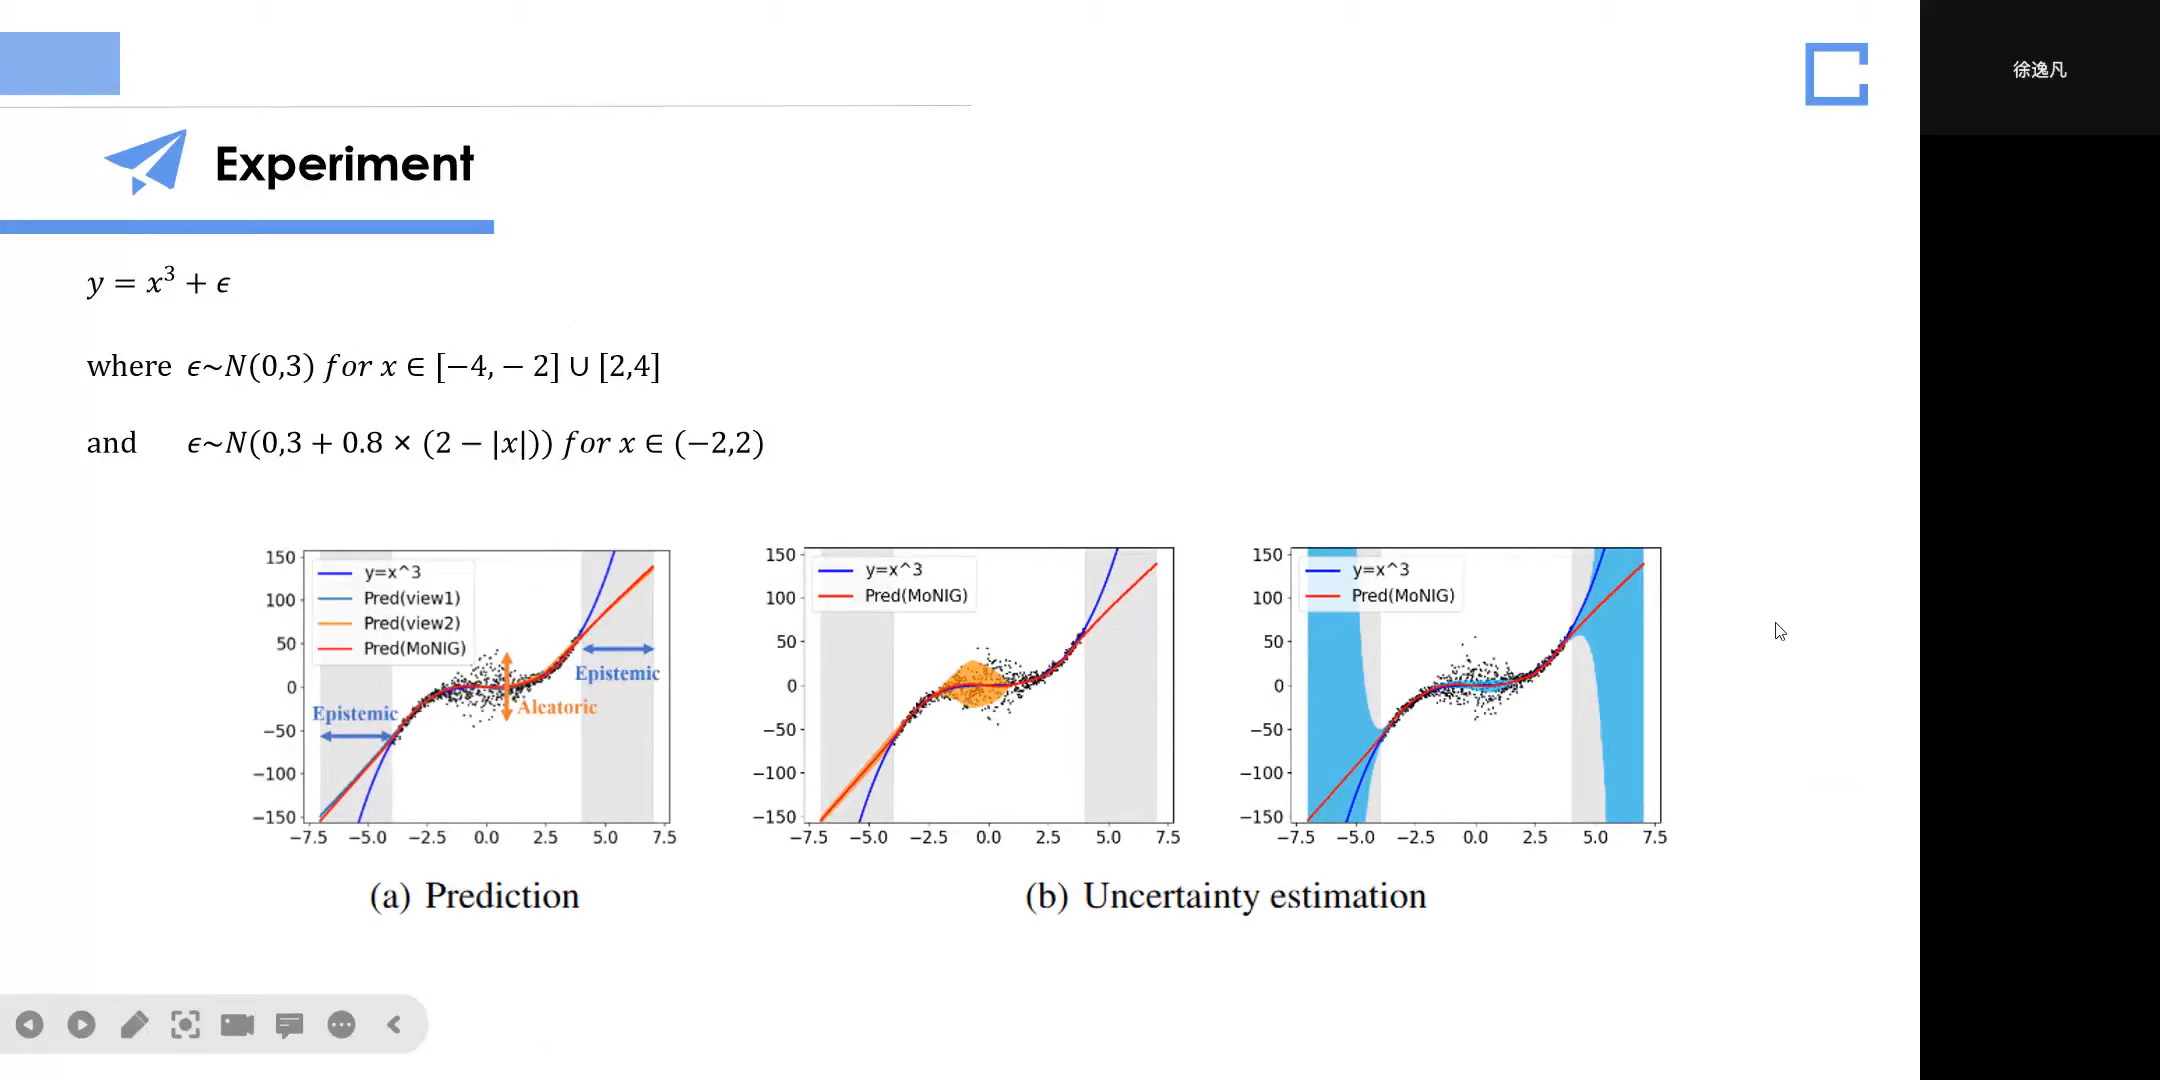 徐逸凡
Experiment
y = x³ + ϵ
where ϵ~N(0,3) for x ∈ [−4, − 2] ∪ [2,4]
and ϵ~N(0,3 + 0.8 × (2 − |x|)) for x ∈ (−2,2)
150
100
50
0
−50
−100
−150
−7.5 −5.0 −2.5 0.0 2.5 5.0 7.5
y=x^3
Pred(view1)
Pred(view2)
Pred(MoNIG)
Epistemic
Epistemic
Aleatoric
150
100
50
0
−50
−100
−150
−7.5 −5.0 −2.5 0.0 2.5 5.0 7.5
y=x^3
Pred(MoNIG)
150
100
50
0
−50
−100
−150
−7.5 −5.0 −2.5 0.0 2.5 5.0 7.5
y=x^3
Pred(MoNIG)
(a) Prediction
(b) Uncertainty estimation